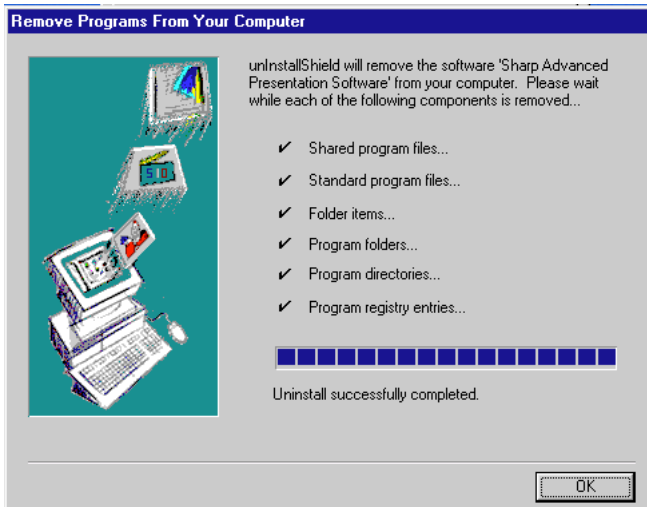 Remove Programs From Your Computer
unInstallShield will remove the software 'Sharp Advanced
Presentation Software' from your computer. Please wait
while each of the following components is removed...
Shared program files...
Standard program files...
Folder items...
Program folders...
Program directories...
Program registry entries...
Uninstall successfully completed.
OK